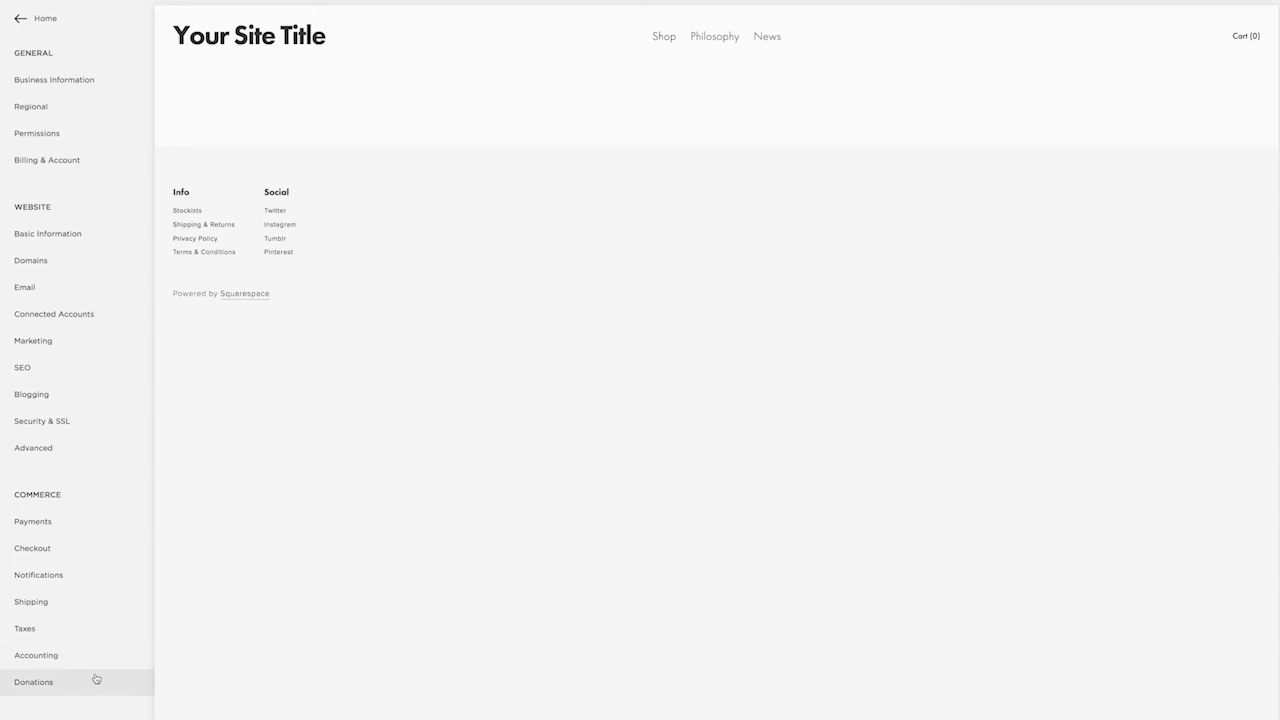 Home
GENERAL
Business Information
Regional
Permissions
Billing & Account
WEBSITE
Basic Information
Domains
Email
Connected Accounts
Marketing
SEO
Blogging
Security & SSL
Advanced
COMMERCE
Payments
Checkout
Notifications
Shipping
Taxes
Accounting
Donations
Your Site Title
Shop Philosophy News
Cart (0)
Info
Stockists
Shipping & Returns
Privacy Policy
Terms & Conditions
Social
Twitter
Instagram
Tumblr
Pinterest
Powered by Squarespace